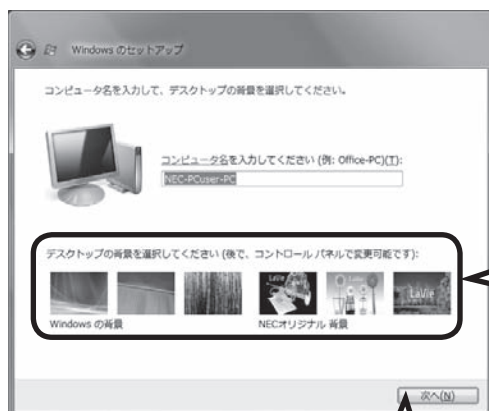 Windows のセットアップ
コンピュータ名を入力して、デスクトップの背景を選択してください。
コンピュータ名を入力してください (例: Office-PC)(T):
NEC-PCuser-PC
デスクトップの背景を選択してください (後で、コントロール パネルで変更可能です):
LaVie
LaVie
LaVie
Windows の背景
NECオリジナル 背景
次へ(N)